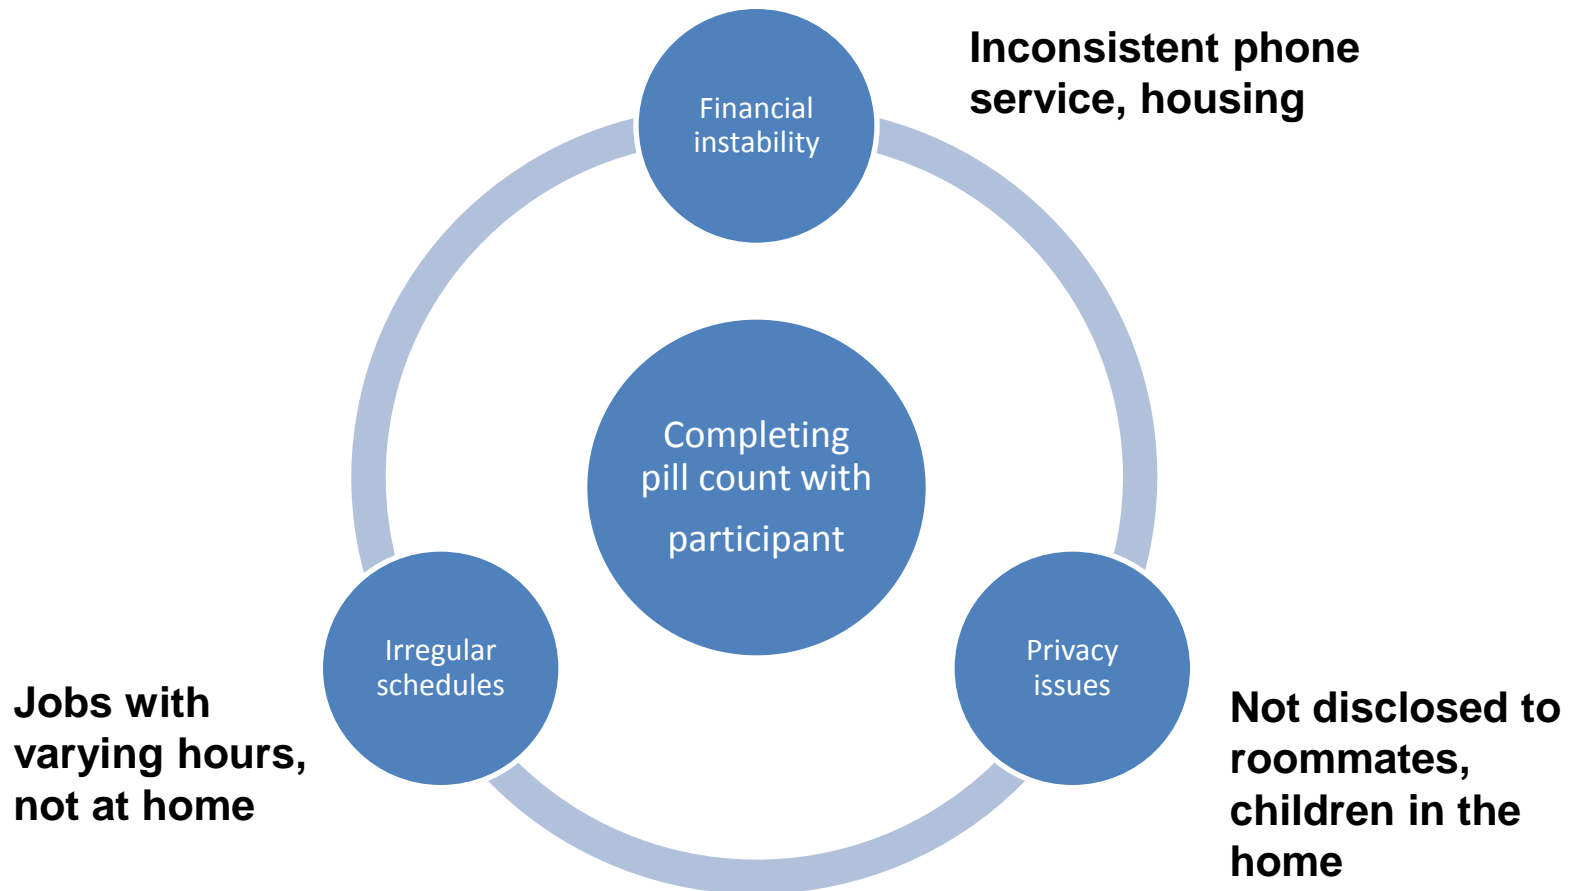 Financial
instability
Inconsistent phone
service, housing
Completing
pill count with
participant
Irregular
schedules
Jobs with
varying hours,
not at home
Privacy
issues
Not disclosed to
roommates,
children in the
home